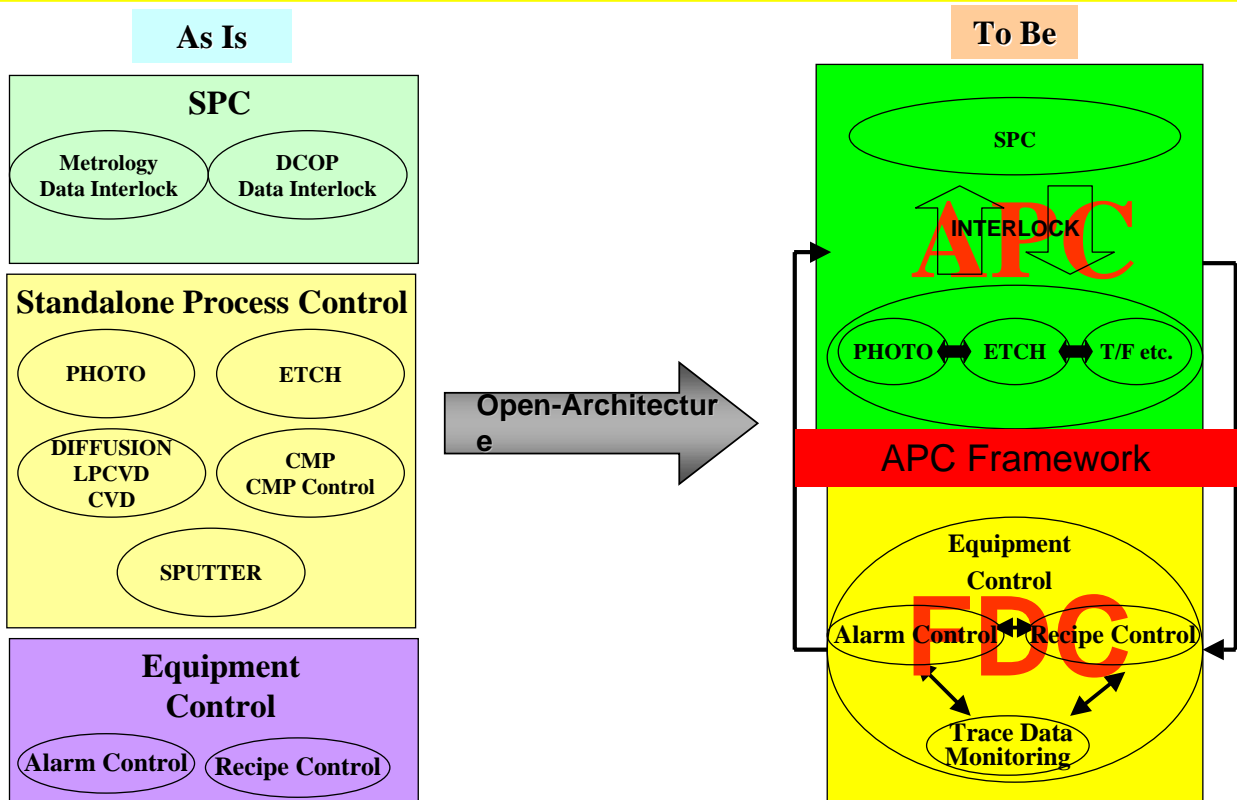 As Is
SPC
Metrology
Data Interlock
DCOP
Data Interlock
Standalone Process Control
PHOTO
ETCH
DIFFUSION
LPCVD
CVD
CMP
CMP Control
SPUTTER
Equipment
Control
Alarm Control
Recipe Control
Open-Architectur
e
To Be
SPC
APC
INTERLOCK
PHOTO
ETCH
T/F etc.
APC Framework
Equipment
Control
FDC
Alarm Control
Recipe Control
Trace Data
Monitoring